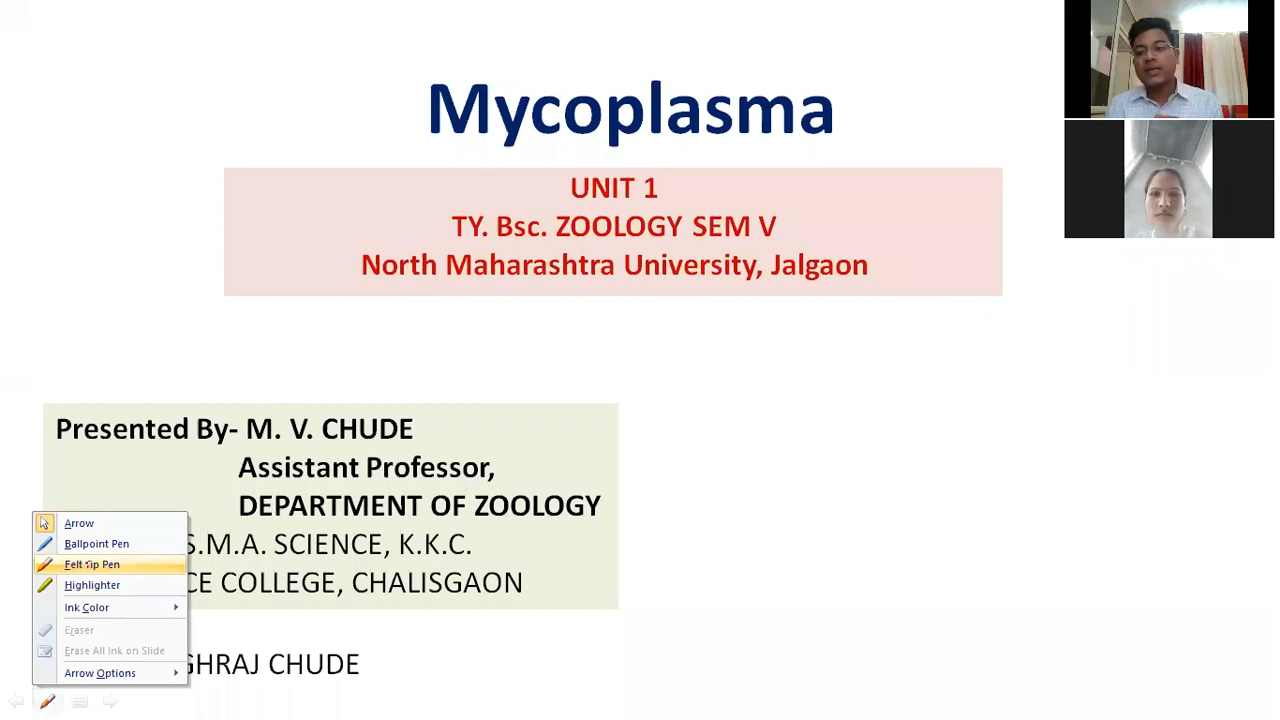 Mycoplasma
UNIT 1
TY. Bsc. ZOOLOGY SEM V
North Maharashtra University, Jalgaon
Presented By- M. V. CHUDE
Assistant Professor,
DEPARTMENT OF ZOOLOGY
S.M.A. SCIENCE, K.K.C.
COLLEGE, CHALISGAON
CHUDE
Arrow
Ballpoint Pen
Felt Tip Pen
Highlighter
Ink Color
Eraser
Erase All Ink on Slide
Arrow Options